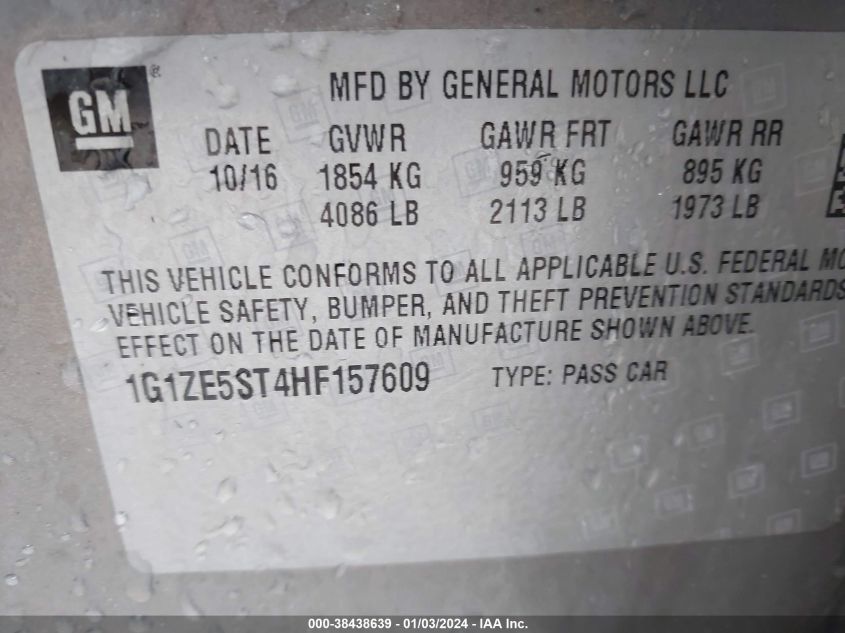 GM ®
MFD BY GENERAL MOTORS LLC
DATE GVWR GAWR FRT GAWR RR
10/16 1854 KG 959 KG 895 KG
4086 LB 2113 LB 1973 LB
THIS VEHICLE CONFORMS TO ALL APPLICABLE U.S. FEDERAL MO
VEHICLE SAFETY, BUMPER, AND THEFT PREVENTION STANDARDS
EFFECT ON THE DATE OF MANUFACTURE SHOWN ABOVE.
1G1ZE5ST4HF157609 TYPE: PASS CAR
000-38438639 - 01/03/2024 - IAA Inc.